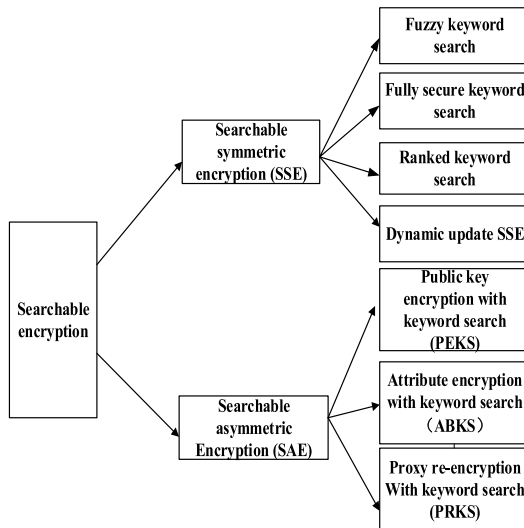 Fuzzy keyword
search
Fully secure keyword
search
Searchable
symmetric
encryption (SSE)
Ranked keyword
search
Dynamic update SSE
Searchable
encryption
Public key
encryption with
keyword search
(PEKS)
Searchable
asymmetric
Encryption (SAE)
Attribute encryption
with keyword search
（ABKS）
Proxy re-encryption
With keyword search
(PRKS)